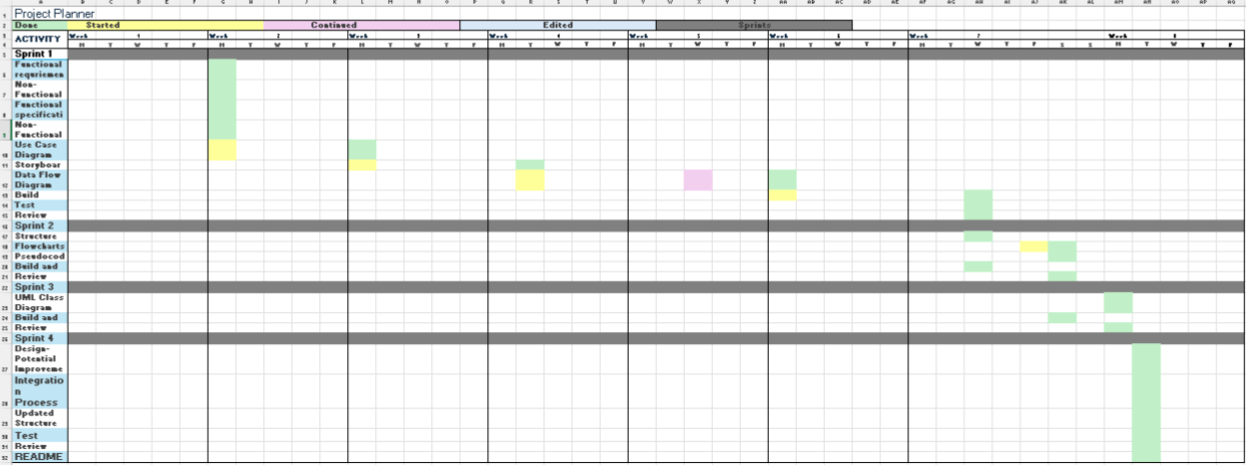 Project Planner
Done Started Continued Edited Sprints
ACTIVITY Week 1 Week 2 Week 3 Week 4 Week 5 Week 6 Week 7 Week 8
M T W T F M T W T F M T W T F M T W T F M T W T F M T W T F M T W T F S S M T W T F
Sprint 1
Functional
requriemen
Non-
Functional
Functional
specificati
Non-
Functional
Use Case
Diagram
Storyboar
Data Flow
Diagram
Build
Test
Review
Sprint 2
Structure
Flowcharts
Pseudocod
Build and
Review
Sprint 3
UML Class
Diagram
Build and
Review
Sprint 4
Design-
Potential
Improveme
Integratio
n
Process
Updated
Structure
Test
Review
README